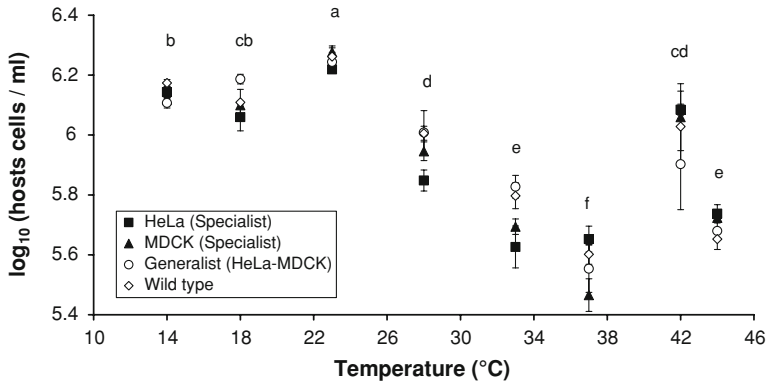 log10 (hosts cells / ml)
6.4
6.2
6
5.8
5.6
5.4
b
cb
a
d
e
f
cd
e
HeLa (Specialist)
MDCK (Specialist)
Generalist (HeLa-MDCK)
Wild type
10 14 18 22 26 30 34 38 42 46
Temperature (°C)